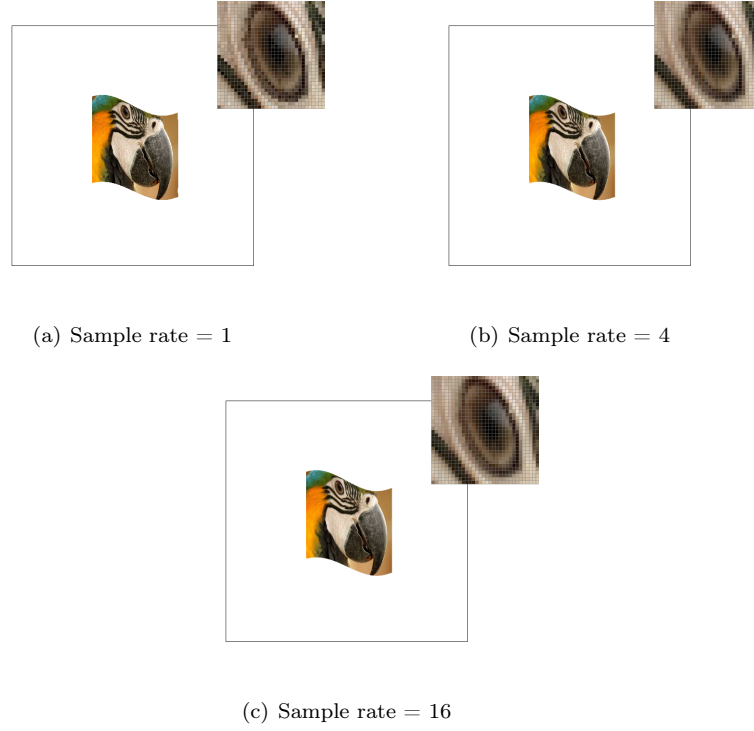 (a) Sample rate = 1
(b) Sample rate = 4
(c) Sample rate = 16